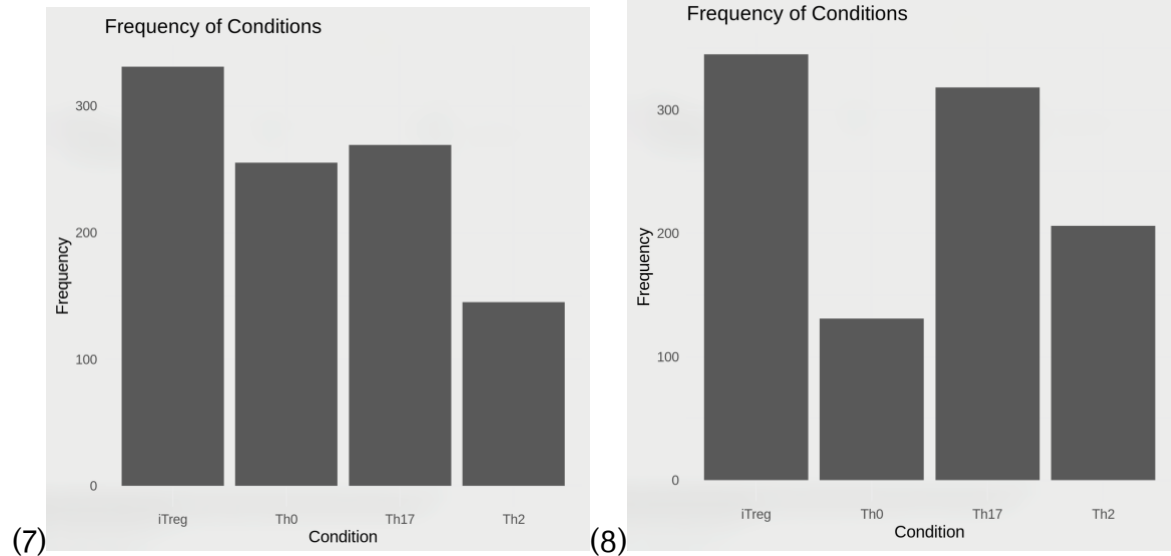 Frequency of Conditions
300
200
100
0
Frequency
iTreg Th0 Th17 Th2
Condition
(7)
Frequency of Conditions
300
200
100
0
Frequency
iTreg Th0 Th17 Th2
Condition
(8)